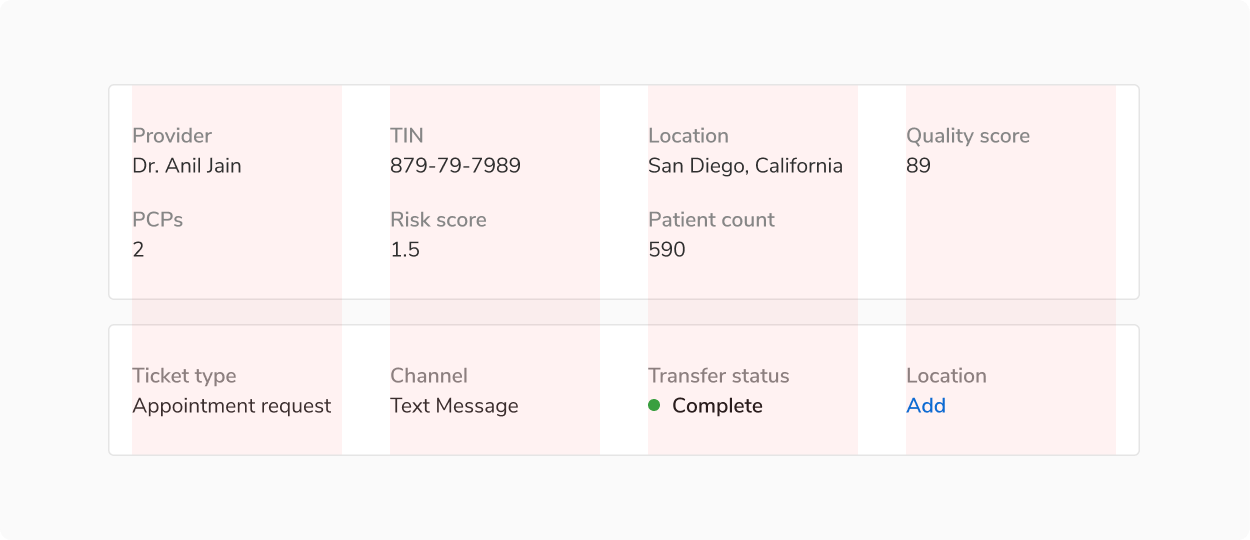 Provider TIN Location Quality score
Dr. Anil Jain 879-79-7989 San Diego, California 89
PCPs Risk score Patient count
2 1.5 590
Ticket type Channel Transfer status Location
Appointment request Text Message Complete Add